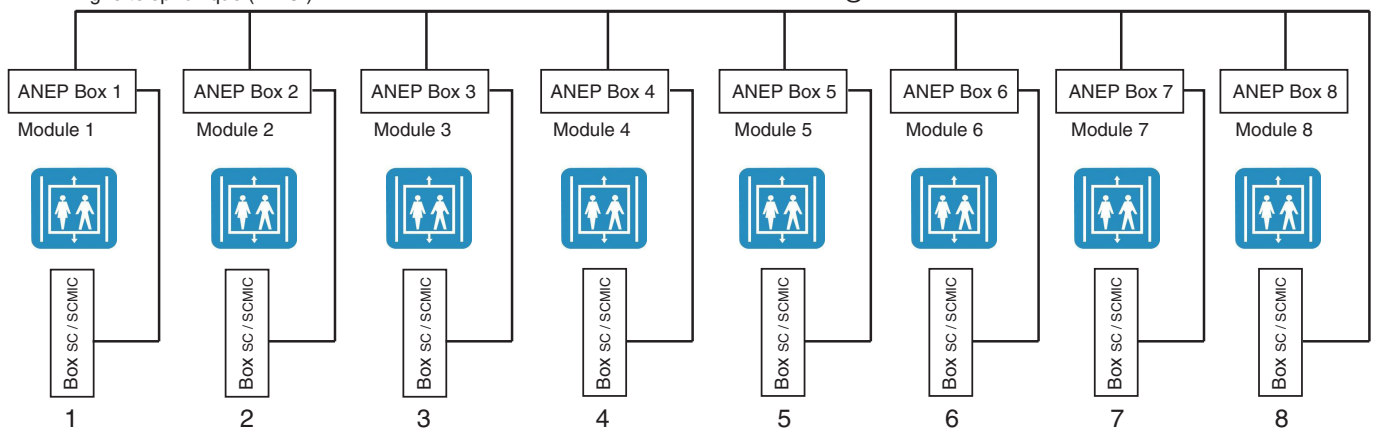 ANEP Box 1 ANEP Box 2 ANEP Box 3 ANEP Box 4 ANEP Box 5 ANEP Box 6 ANEP Box 7 ANEP Box 8
Module 1 Module 2 Module 3 Module 4 Module 5 Module 6 Module 7 Module 8
Box SC / SCMIC Box SC / SCMIC Box SC / SCMIC Box SC / SCMIC Box SC / SCMIC Box SC / SCMIC Box SC / SCMIC Box SC / SCMIC
1 2 3 4 5 6 7 8